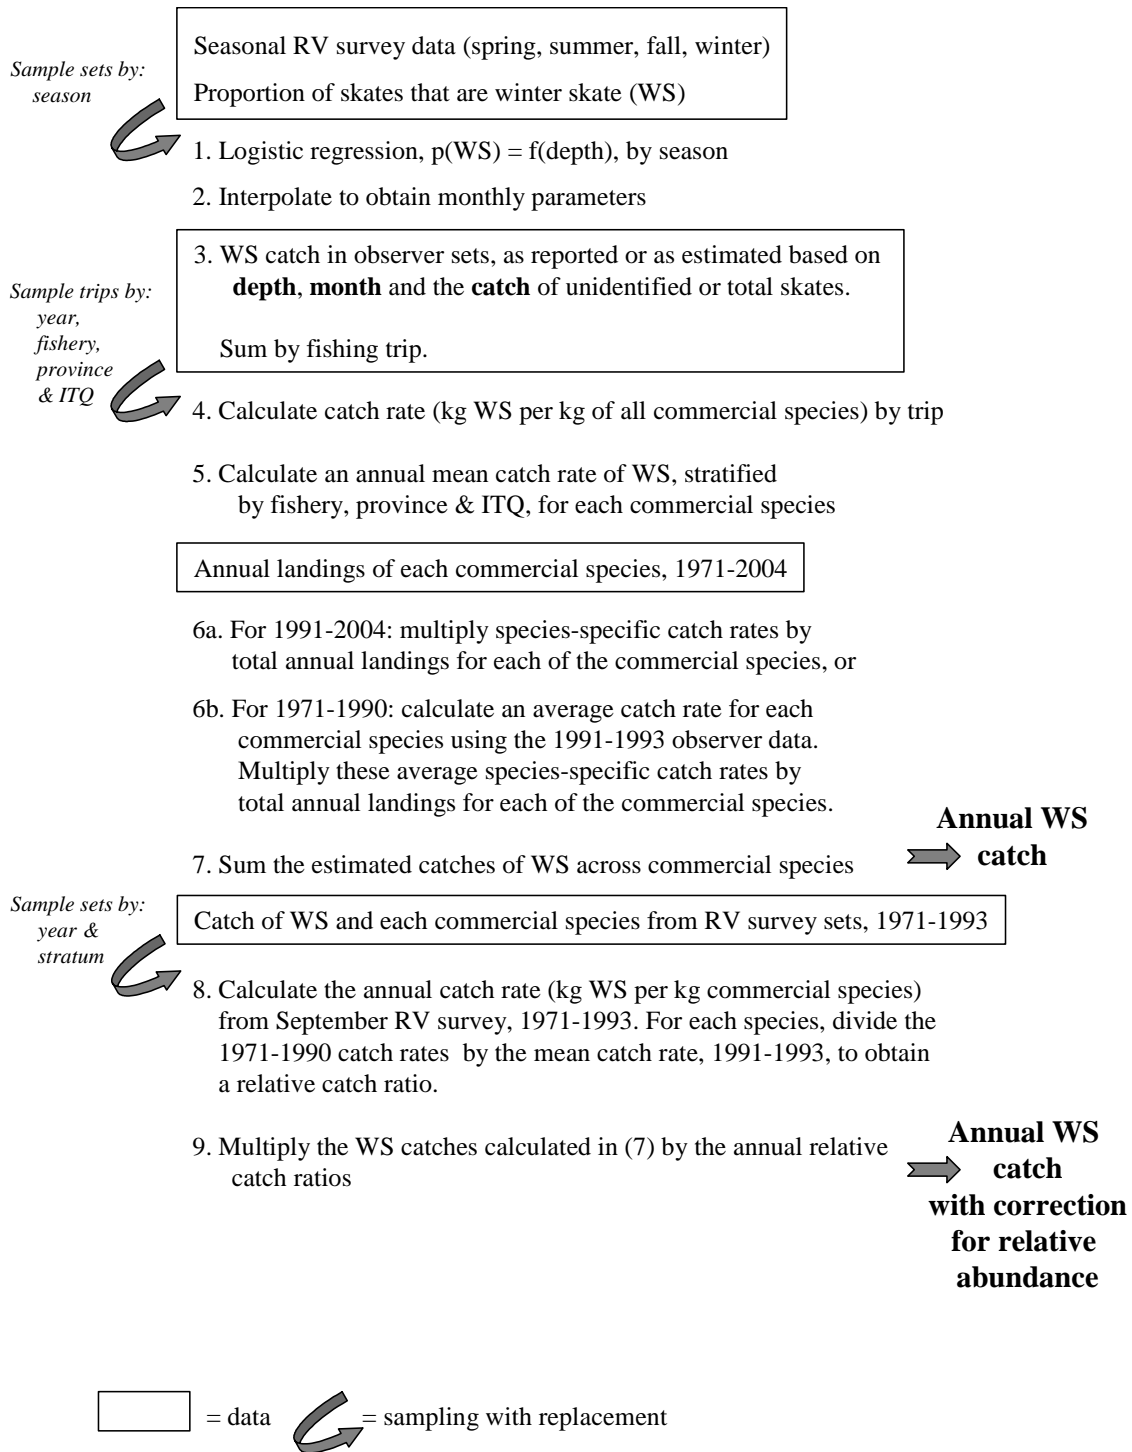 Seasonal RV survey data (spring, summer, fall, winter)
Proportion of skates that are winter skate (WS)
Sample sets by:
season
1. Logistic regression, p(WS) = f(depth), by season
2. Interpolate to obtain monthly parameters
3. WS catch in observer sets, as reported or as estimated based on
depth, month and the catch of unidentified or total skates.
Sum by fishing trip.
Sample trips by:
year,
fishery,
province
& ITQ
4. Calculate catch rate (kg WS per kg of all commercial species) by trip
5. Calculate an annual mean catch rate of WS, stratified
by fishery, province & ITQ, for each commercial species
Annual landings of each commercial species, 1971-2004
6a. For 1991-2004: multiply species-specific catch rates by
total annual landings for each of the commercial species, or
6b. For 1971-1990: calculate an average catch rate for each
commercial species using the 1991-1993 observer data.
Multiply these average species-specific catch rates by
total annual landings for each of the commercial species.
7. Sum the estimated catches of WS across commercial species
Annual WS
catch
Sample sets by:
year &
stratum
Catch of WS and each commercial species from RV survey sets, 1971-1993
8. Calculate the annual catch rate (kg WS per kg commercial species)
from September RV survey, 1971-1993. For each species, divide the
1971-1990 catch rates by the mean catch rate, 1991-1993, to obtain
a relative catch ratio.
9. Multiply the WS catches calculated in (7) by the annual relative
catch ratios
Annual WS
catch
with correction
for relative
abundance
= data
= sampling with replacement